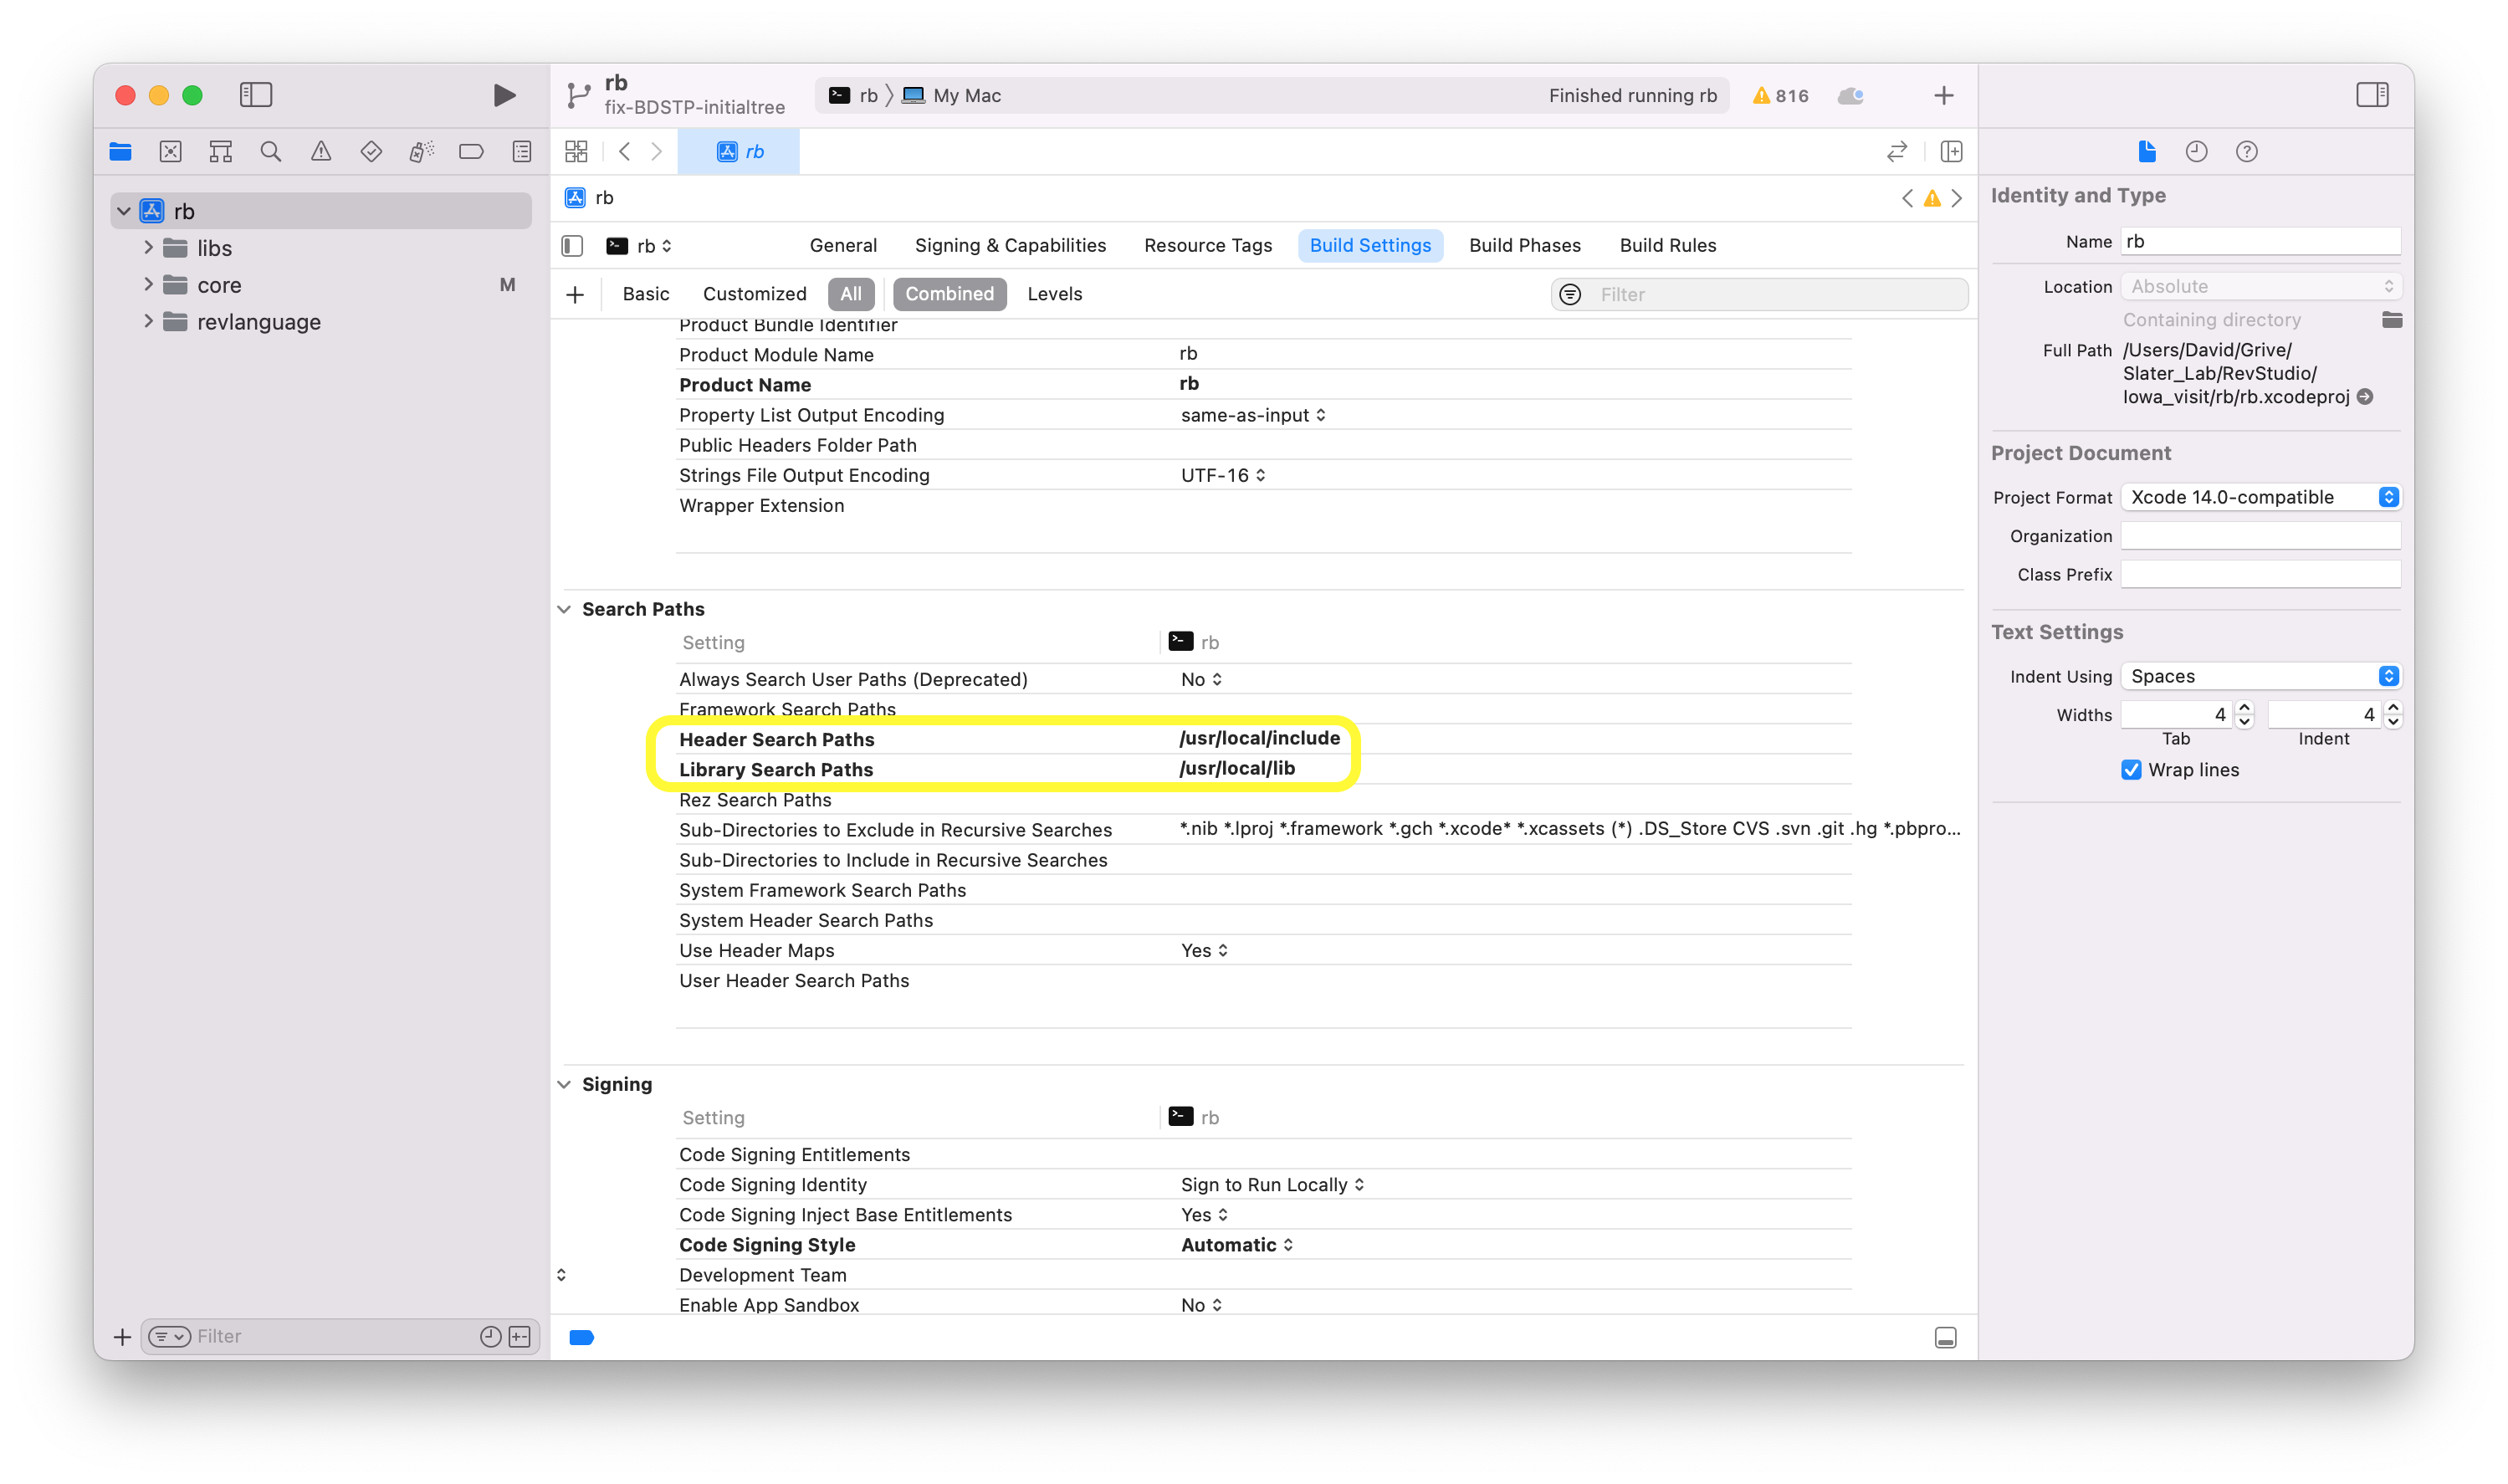 rb
fix-BDSTP-initialtree
rb
My Mac
Finished running rb
816
rb
rb
libs
core
M
revlanguage
rb
rb
General
Signing & Capabilities
Resource Tags
Build Settings
Build Phases
Build Rules
Basic
Customized
All
Combined
Levels
Filter
Product Bundle Identifier
Product Module Name
rb
Product Name
rb
Property List Output Encoding
same-as-input
Public Headers Folder Path
Strings File Output Encoding
UTF-16
Wrapper Extension
Search Paths
Setting
rb
Always Search User Paths (Deprecated)
No
Framework Search Paths
Header Search Paths
/usr/local/include
Library Search Paths
/usr/local/lib
Rez Search Paths
Sub-Directories to Exclude in Recursive Searches
*.nib *.lproj *.framework *.gch *.xcode* *.xcassets (*) .DS_Store CVS .svn .git .hg *.pbpro...
Sub-Directories to Include in Recursive Searches
System Framework Search Paths
System Header Search Paths
Use Header Maps
Yes
User Header Search Paths
Signing
Setting
rb
Code Signing Entitlements
Code Signing Identity
Sign to Run Locally
Code Signing Inject Base Entitlements
Yes
Code Signing Style
Automatic
Development Team
Enable App Sandbox
No
Filter
Identity and Type
Name
rb
Location
Absolute
Containing directory
Full Path
/Users/David/Grive/
Slater_Lab/RevStudio/
Iowa_visit/rb/rb.xcodeproj
Project Document
Project Format
Xcode 14.0-compatible
Organization
Class Prefix
Text Settings
Indent Using
Spaces
Widths
4
4
Tab
Indent
Wrap lines